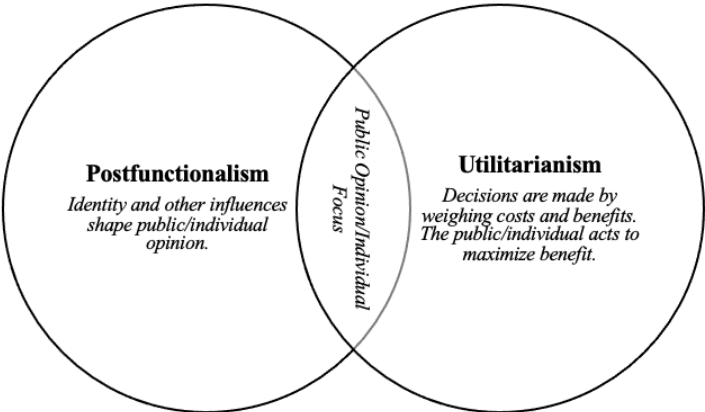 Postfunctionalism
Identity and other influences
shape public/individual
opinion.
Public Opinion/Individual
Focus
Utilitarianism
Decisions are made by
weighing costs and benefits.
The public/individual acts to
maximize benefit.